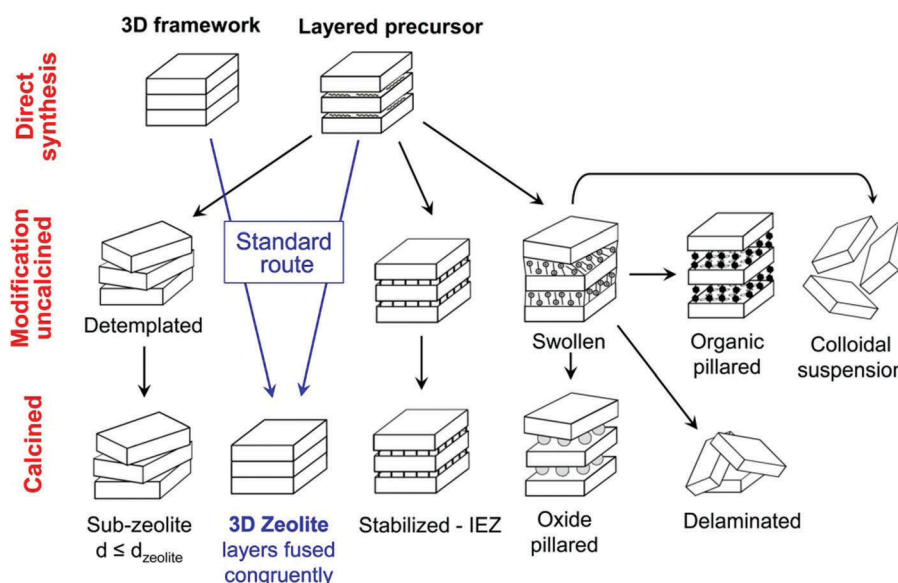 3D framework
Layered precursor
Direct
synthesis
Standard
route
Modification
uncalcined
Detemplated
Swollen
Organic
pillared
Colloidal
suspension
Calcined
Sub-zeolite
d ≤ dzeolite
3D Zeolite
layers fused
congruently
Stabilized - IEZ
Oxide
pillared
Delaminated